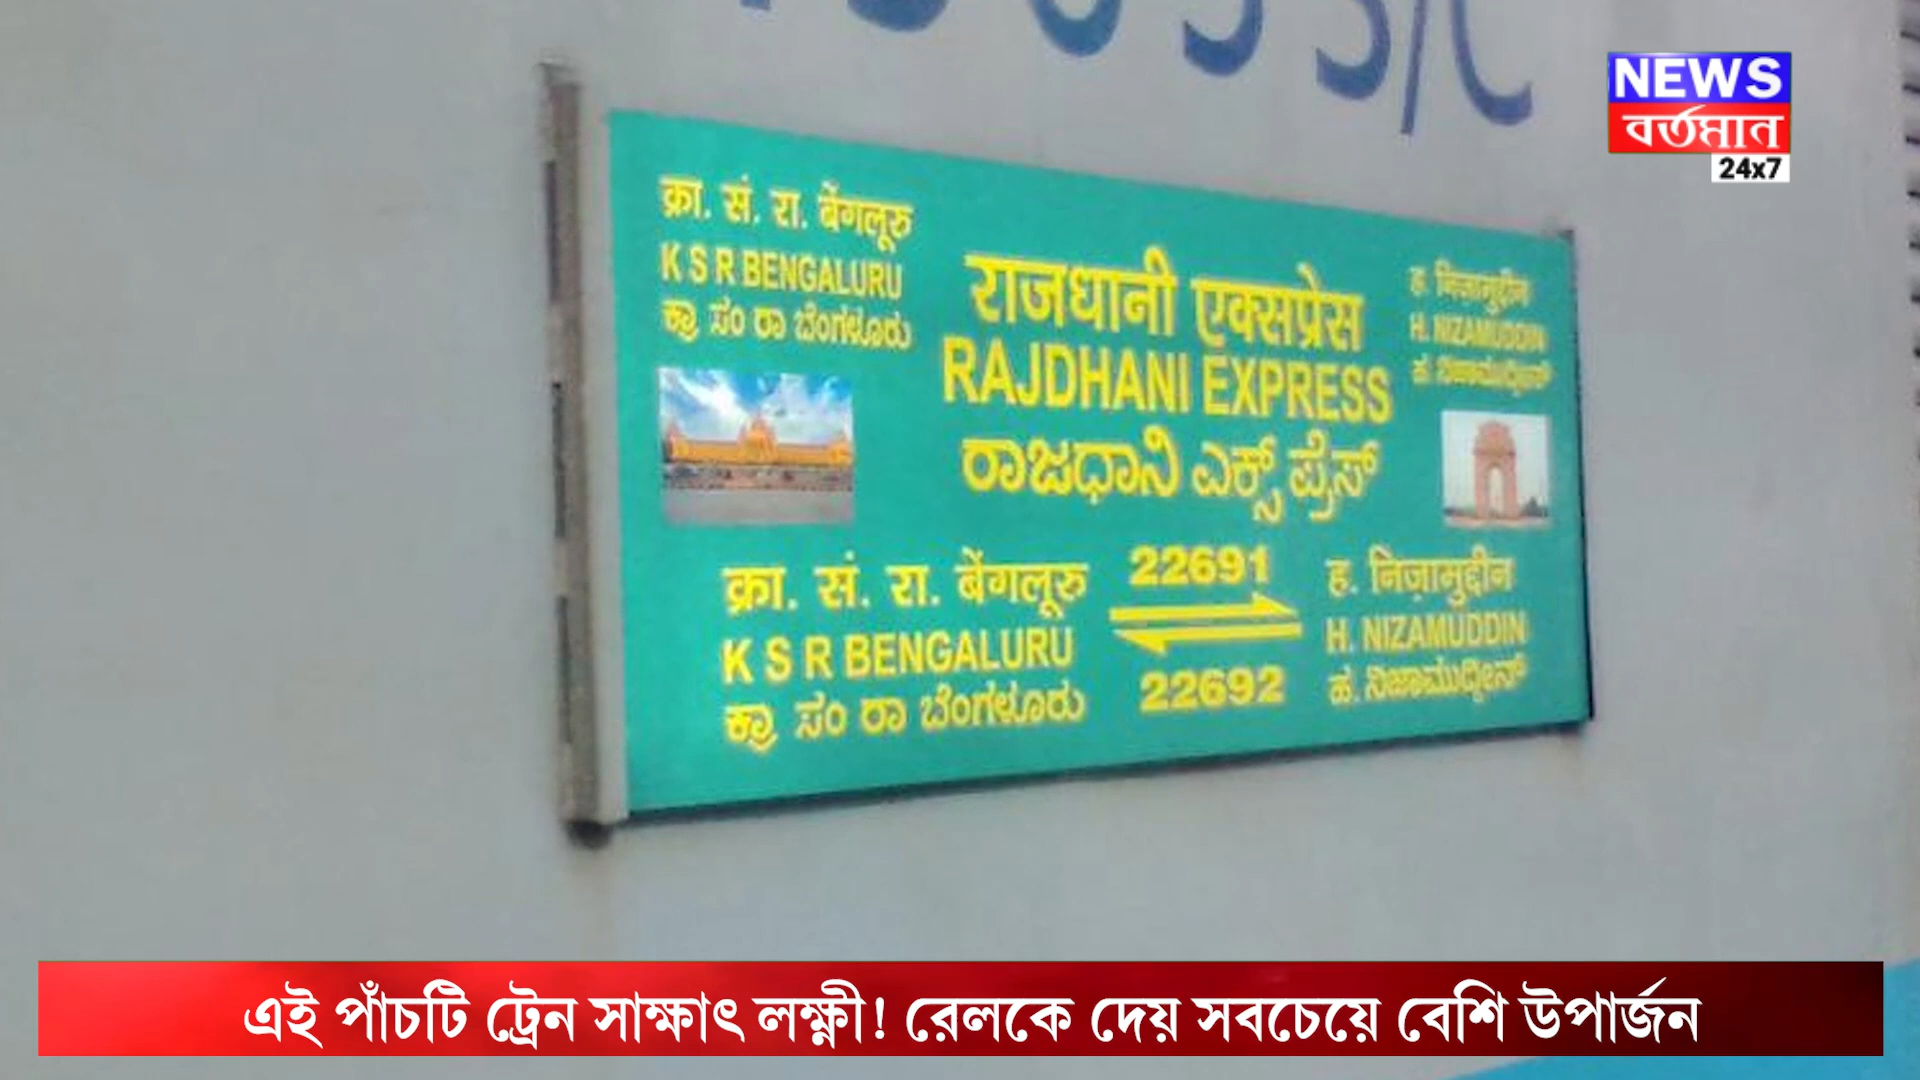 NEWS
বর্তমান
24x7
क्रा. सं. रा. बेंगलूरु
K S R BENGALURU
ಕ್ರಾ ಸಂ ರಾ ಬೆಂಗಳೂರು
राजधानी एक्सप्रेस
RAJDHANI EXPRESS
ರಾಜಧಾನಿ ಎಕ್ಸ್ ಪ್ರೆಸ್
ह. निज़ामुद्दीन
H. NIZAMUDDIN
ಹ. ನಿಜಾಮುದ್ದೀನ್
क्रा. सं. रा. बेंगलूरु
K S R BENGALURU
ಕ್ರಾ ಸಂ ರಾ ಬೆಂಗಳೂರು
22691
22692
ह. निज़ामुद्दीन
H. NIZAMUDDIN
ಹ. ನಿಜಾಮುದ್ದೀನ್
এই পাঁচটি ট্রেন সাক্ষাৎ লক্ষ্মী! রেলকে দেয় সবচেয়ে বেশি উপার্জন